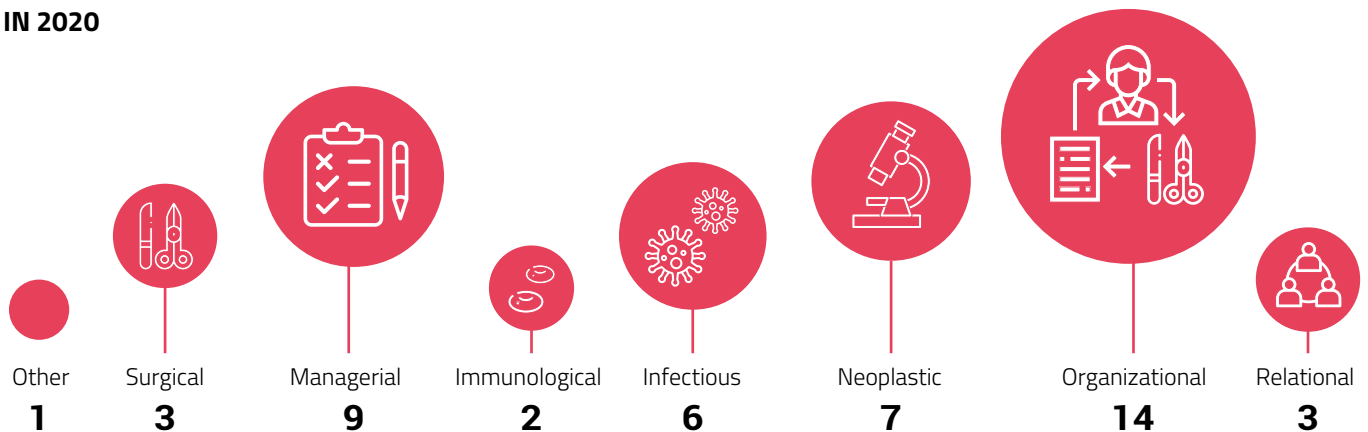 IN 2020
Other Surgical Managerial Immunological Infectious Neoplastic Organizational Relational
1 3 9 2 6 7 14 3